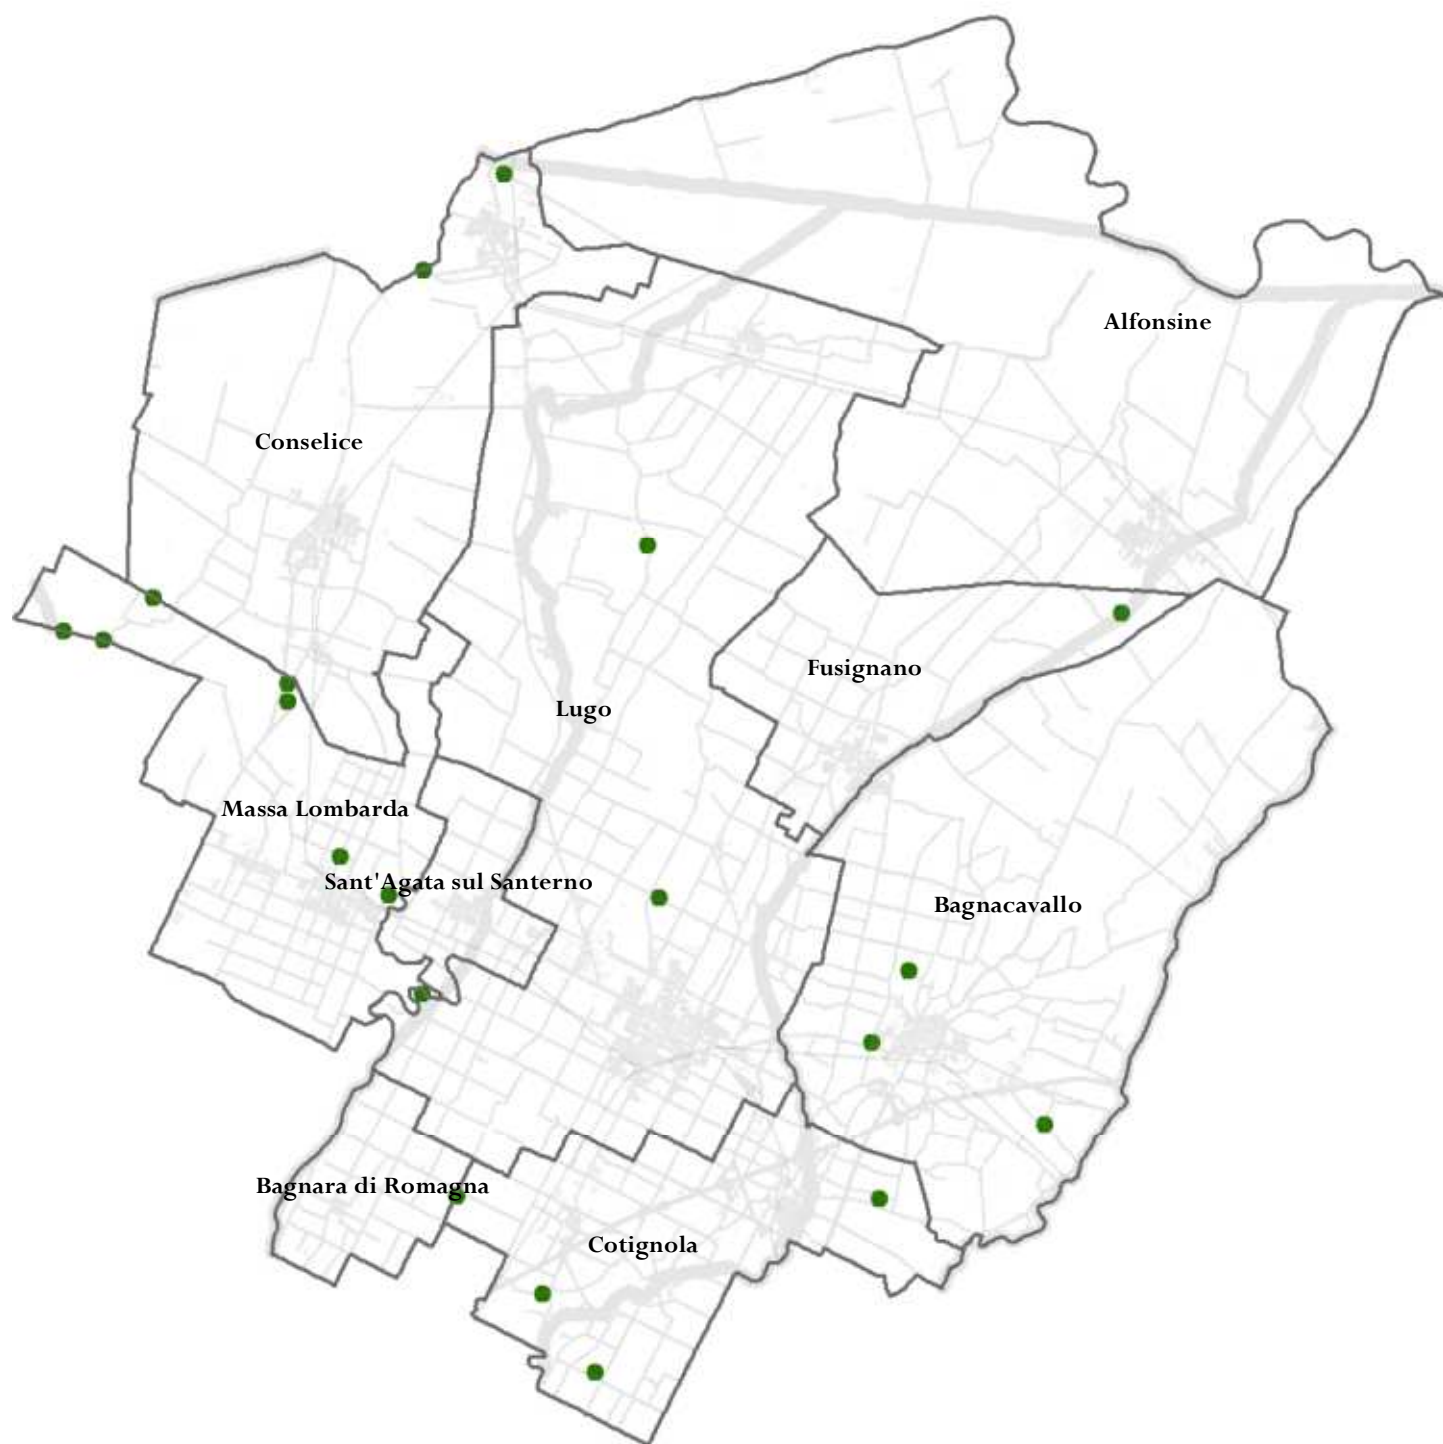 Alfonsine
Conselice
Fusignano
Lugo
Massa Lombarda
Sant'Agata sul Santerno
Bagnacavallo
Bagnara di Romagna
Cotignola